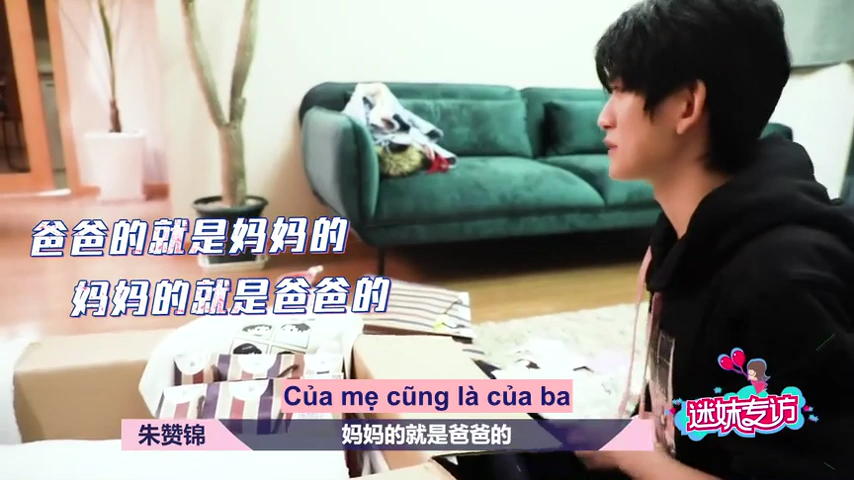 爸爸的就是妈妈的
妈妈的就是爸爸的
Của mẹ cũng là của ba
朱赞锦
妈妈的就是爸爸的
迷妹专访